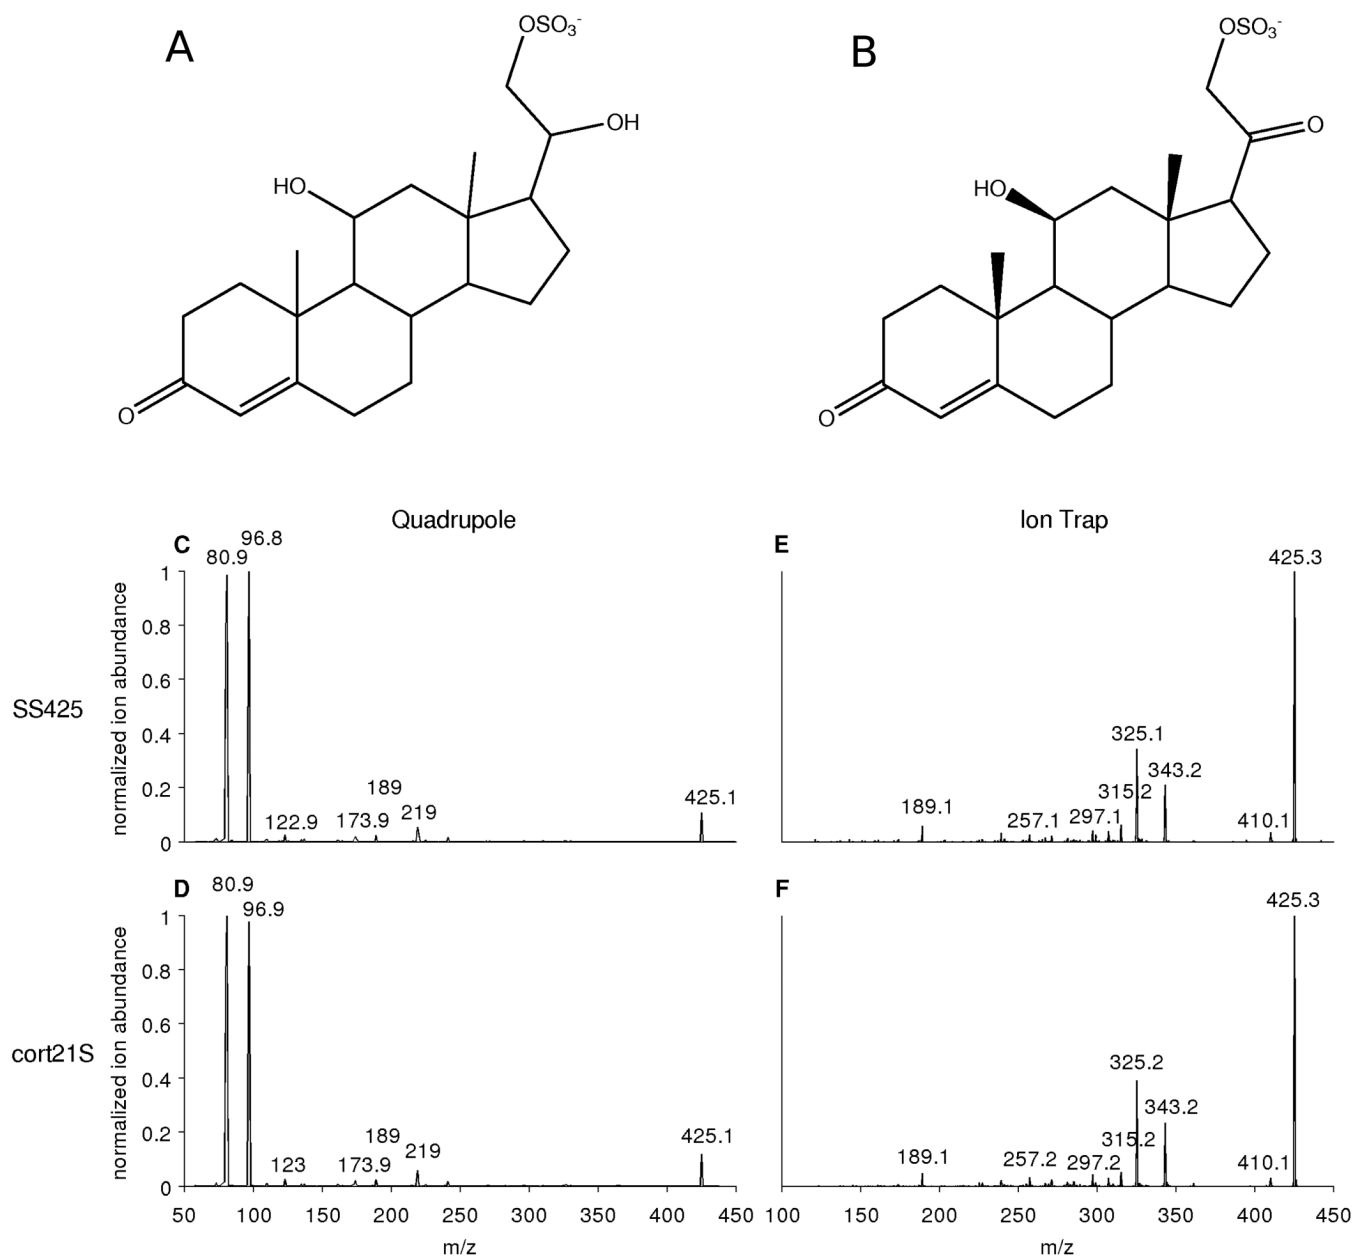 A
OSO3-
OH
HO
O
B
OSO3-
O
HO
O
Quadrupole
Ion Trap
SS425
C
normalized ion abundance
1
0.8
0.6
0.4
0.2
0
80.9
96.8
122.9
173.9
189
219
425.1
E
189.1
257.1
297.1
315.2
325.1
343.2
410.1
425.3
cort21S
D
normalized ion abundance
1
0.8
0.6
0.4
0.2
0
80.9
96.9
123
173.9
189
219
425.1
50 100 150 200 250 300 350 400 450
m/z
F
189.1
257.2
297.2
315.2
325.2
343.2
410.1
425.3
100 150 200 250 300 350 400 450
m/z